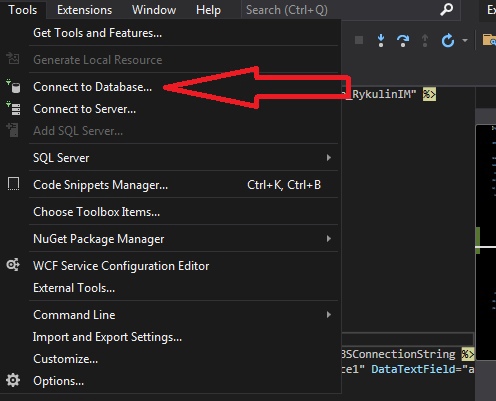 Tools Extensions Window Help Search (Ctrl+Q) Ex
Get Tools and Features...
Generate Local Resource
Connect to Database...
_RykulinIM" %>
Connect to Server...
Add SQL Server...
SQL Server
Code Snippets Manager... Ctrl+K, Ctrl+B
Choose Toolbox Items...
NuGet Package Manager
WCF Service Configuration Editor
External Tools...
Command Line
Import and Export Settings...
BSConnectionString %>
Customize...
ce1" DataTextField="a
Options...